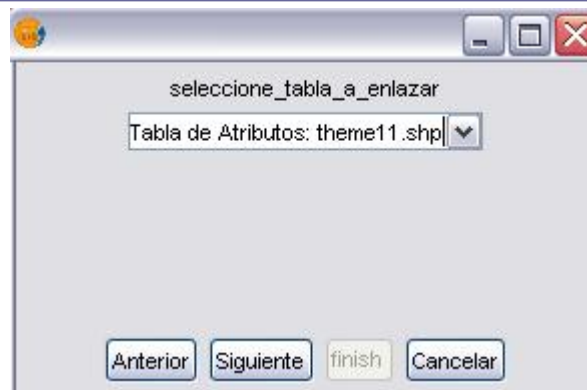 seleccione_tabla_a_enlazar
Tabla de Atributos: theme11.shp
Anterior Siguiente finish Cancelar